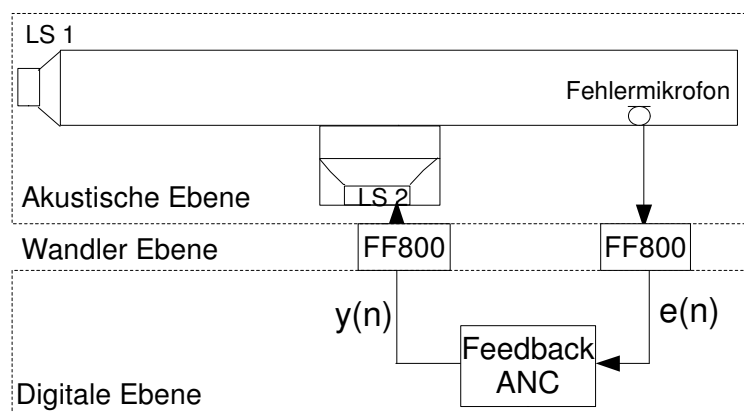 LS 1
Fehlermikrofon
LS 2
Akustische Ebene
Wandler Ebene
FF800
FF800
y(n)
e(n)
Feedback
ANC
Digitale Ebene